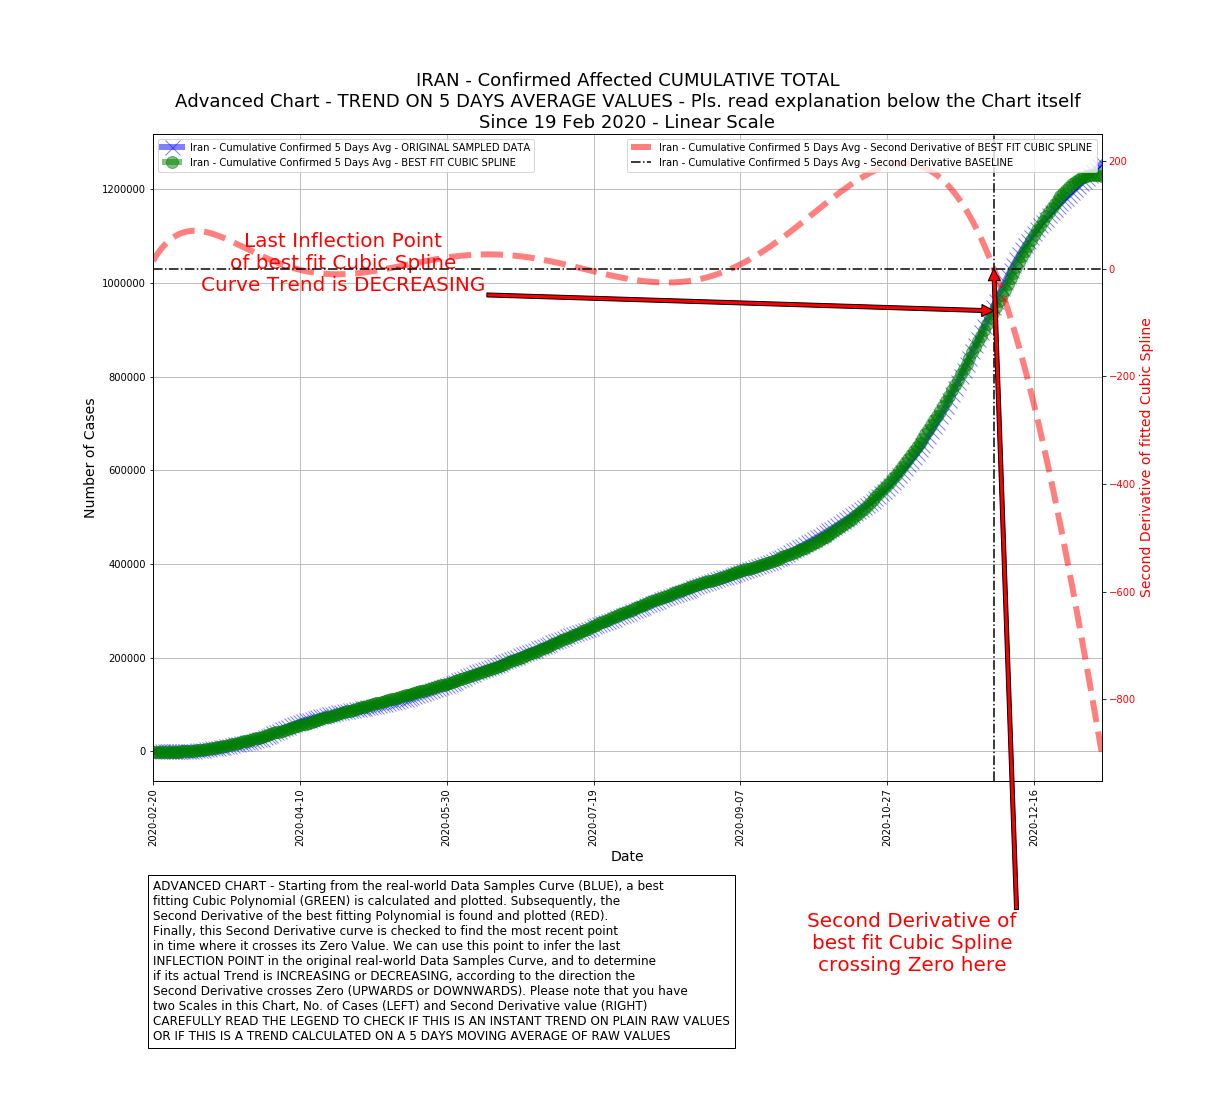 IRAN - Confirmed Affected CUMULATIVE TOTAL
Advanced Chart - TREND ON 5 DAYS AVERAGE VALUES - Pls. read explanation below the Chart itself
Since 19 Feb 2020 - Linear Scale
Iran - Cumulative Confirmed 5 Days Avg - ORIGINAL SAMPLED DATA
Iran - Cumulative Confirmed 5 Days Avg - BEST FIT CUBIC SPLINE
Iran - Cumulative Confirmed 5 Days Avg - Second Derivative of BEST FIT CUBIC SPLINE
Iran - Cumulative Confirmed 5 Days Avg - Second Derivative BASELINE
Last Inflection Point
of best fit Cubic Spline
Curve Trend is DECREASING
Number of Cases
1200000
1000000
800000
600000
400000
200000
0
200
0
−200
−400
−600
−800
Second Derivative of fitted Cubic Spline
2020-02-20
2020-04-10
2020-05-30
2020-07-19
2020-09-07
2020-10-27
2020-12-16
Date
ADVANCED CHART - Starting from the real-world Data Samples Curve (BLUE), a best
fitting Cubic Polynomial (GREEN) is calculated and plotted. Subsequently, the
Second Derivative of the best fitting Polynomial is found and plotted (RED).
Finally, this Second Derivative curve is checked to find the most recent point
in time where it crosses its Zero Value. We can use this point to infer the last
INFLECTION POINT in the original real-world Data Samples Curve, and to determine
if its actual Trend is INCREASING or DECREASING, according to the direction the
Second Derivative crosses Zero (UPWARDS or DOWNWARDS). Please note that you have
two Scales in this Chart, No. of Cases (LEFT) and Second Derivative value (RIGHT)
CAREFULLY READ THE LEGEND TO CHECK IF THIS IS AN INSTANT TREND ON PLAIN RAW VALUES
OR IF THIS IS A TREND CALCULATED ON A 5 DAYS MOVING AVERAGE OF RAW VALUES
Second Derivative of
best fit Cubic Spline
crossing Zero here